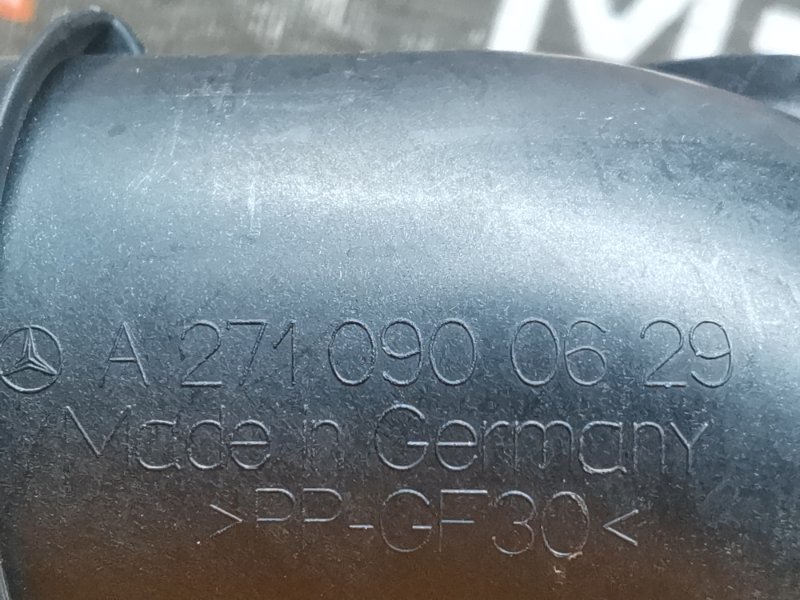 A 271 090 06 29
Made in Germany
>PP-GF30<